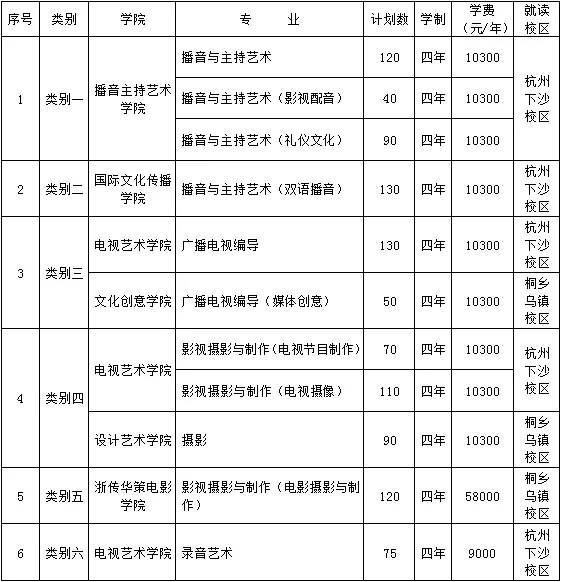 序号 类别 学院 专 业 计划数 学制 学费（元/年） 就读校区
1 类别一 播音主持艺术学院 播音与主持艺术 120 四年 10300 杭州下沙校区
播音与主持艺术（影视配音） 40 四年 10300
播音与主持艺术（礼仪文化） 90 四年 10300
2 类别二 国际文化传播学院 播音与主持艺术（双语播音） 130 四年 10300 杭州下沙校区
3 类别三 电视艺术学院 广播电视编导 130 四年 10300 杭州下沙校区
文化创意学院 广播电视编导（媒体创意） 50 四年 10300 桐乡乌镇校区
4 类别四 电视艺术学院 影视摄影与制作（电视节目制作） 70 四年 10300 杭州下沙校区
影视摄影与制作（电视摄像） 110 四年 10300
设计艺术学院 摄影 90 四年 10300 桐乡乌镇校区
5 类别五 浙传华策电影学院 影视摄影与制作（电影摄影与制作） 120 四年 58000 桐乡乌镇校区
6 类别六 电视艺术学院 录音艺术 75 四年 9000 杭州下沙校区